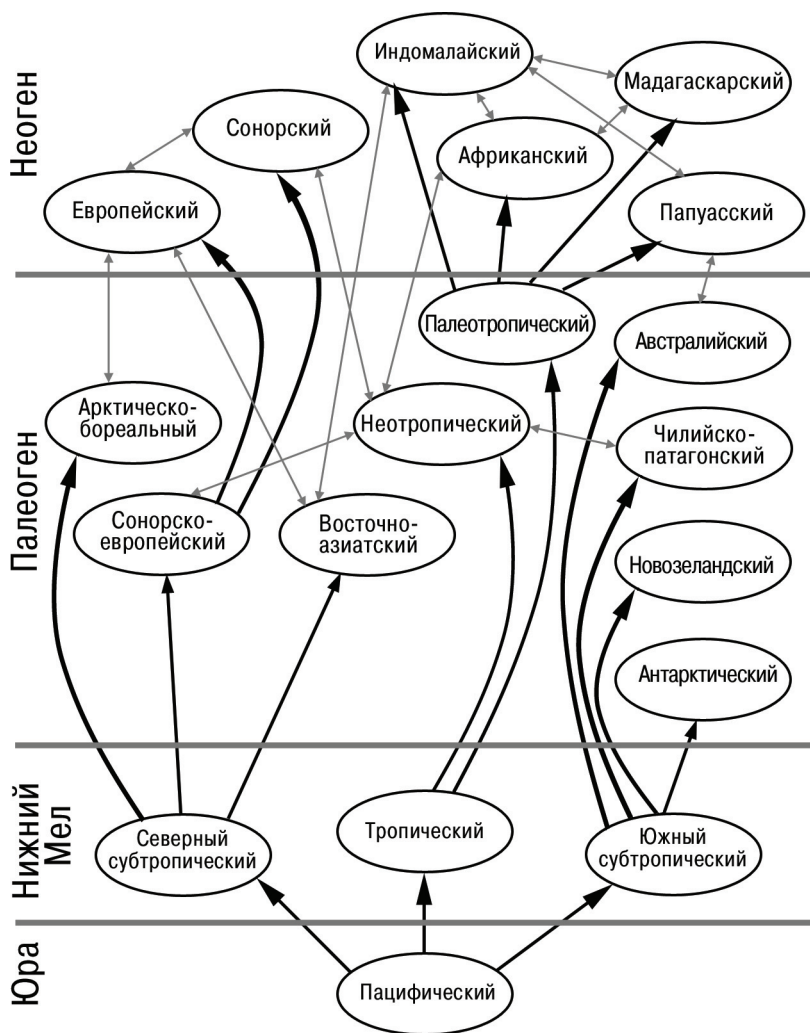 Неоген
Индомалайский
Мадагаскарский
Сонорский
Африканский
Европейский
Папуасский
Палеоген
Палеотропический
Австралийский
Арктическо-
бореальный
Неотропический
Чилийско-
патагонский
Сонорско-
европейский
Восточно-
азиатский
Новозеландский
Антарктический
Нижний
Мел
Северный
субтропический
Тропический
Южный
субтропический
Юра
Пацифический